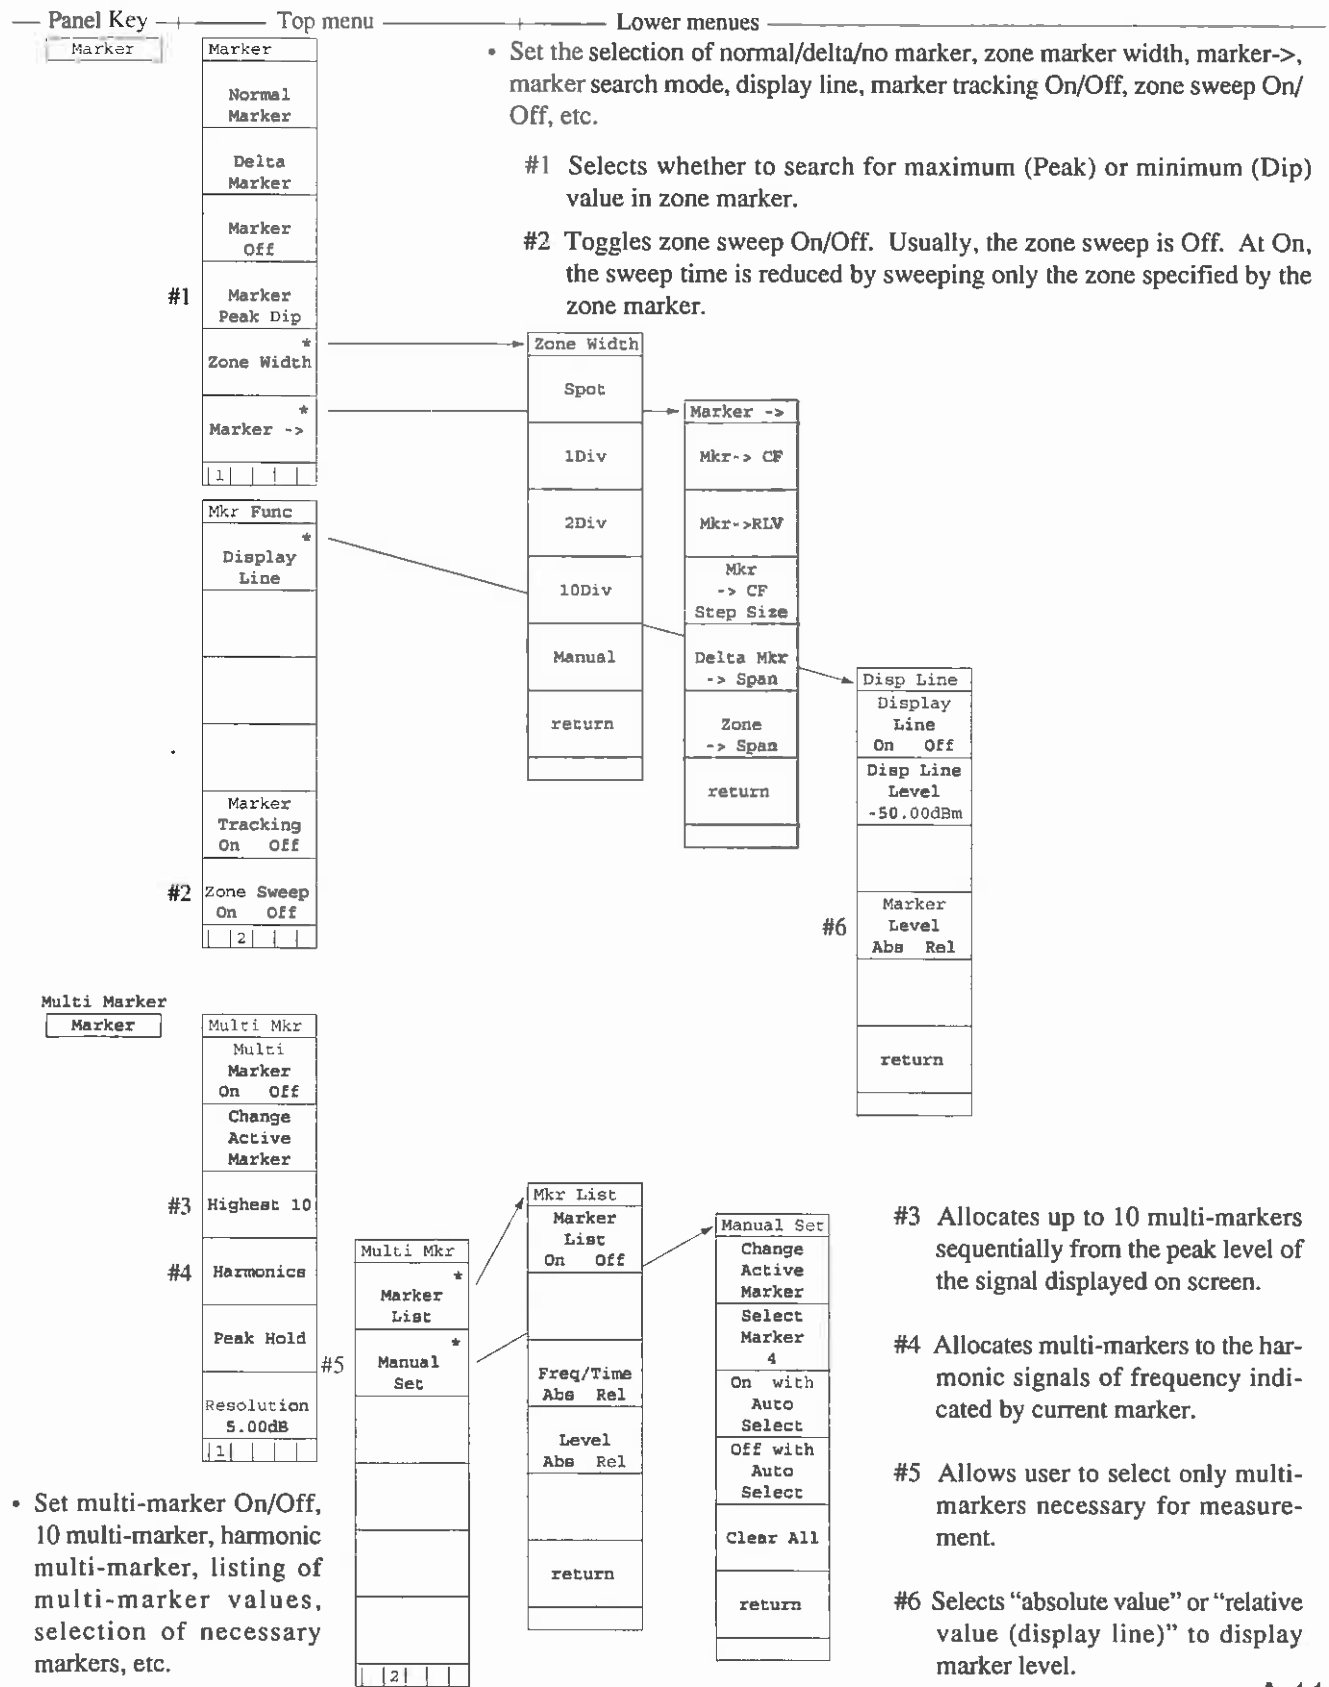 Panel Key
Top menu
Lower menues
Marker
Marker
Normal
Marker
Delta
Marker
Marker
Off
#1
Marker
Peak Dip
*
Zone Width
*
Marker ->
1
• Set the selection of normal/delta/no marker, zone marker width, marker->,
marker search mode, display line, marker tracking On/Off, zone sweep On/
Off, etc.
#1 Selects whether to search for maximum (Peak) or minimum (Dip)
value in zone marker.
#2 Toggles zone sweep On/Off. Usually, the zone sweep is Off. At On,
the sweep time is reduced by sweeping only the zone specified by the
zone marker.
Mkr Func
*
Display
Line
Marker
Tracking
On Off
#2
Zone Sweep
On Off
2
Zone Width
Spot
1Div
2Div
10Div
Manual
return
Marker ->
Mkr-> CF
Mkr->RLV
Mkr
-> CF
Step Size
Delta Mkr
-> Span
Zone
-> Span
return
Disp Line
Display
Line
On Off
Disp Line
Level
-50.00dBm
#6
Marker
Level
Abs Rel
return
Multi Marker
Marker
Multi Mkr
Multi
Marker
On Off
Change
Active
Marker
#3
Highest 10
#4
Harmonics
Peak Hold
Resolution
5.00dB
1
• Set multi-marker On/Off,
10 multi-marker, harmonic
multi-marker, listing of
multi-marker values,
selection of necessary
markers, etc.
Multi Mkr
*
Marker
List
*
#5
Manual
Set
2
Mkr List
Marker
List
On Off
Freq/Time
Abs Rel
Level
Abs Rel
return
Manual Set
Change
Active
Marker
Select
Marker
4
On with
Auto
Select
Off with
Auto
Select
Clear All
return
#3 Allocates up to 10 multi-markers
sequentially from the peak level of
the signal displayed on screen.
#4 Allocates multi-markers to the har-
monic signals of frequency indi-
cated by current marker.
#5 Allows user to select only multi-
markers necessary for measure-
ment.
#6 Selects “absolute value” or “relative
value (display line)” to display
marker level.